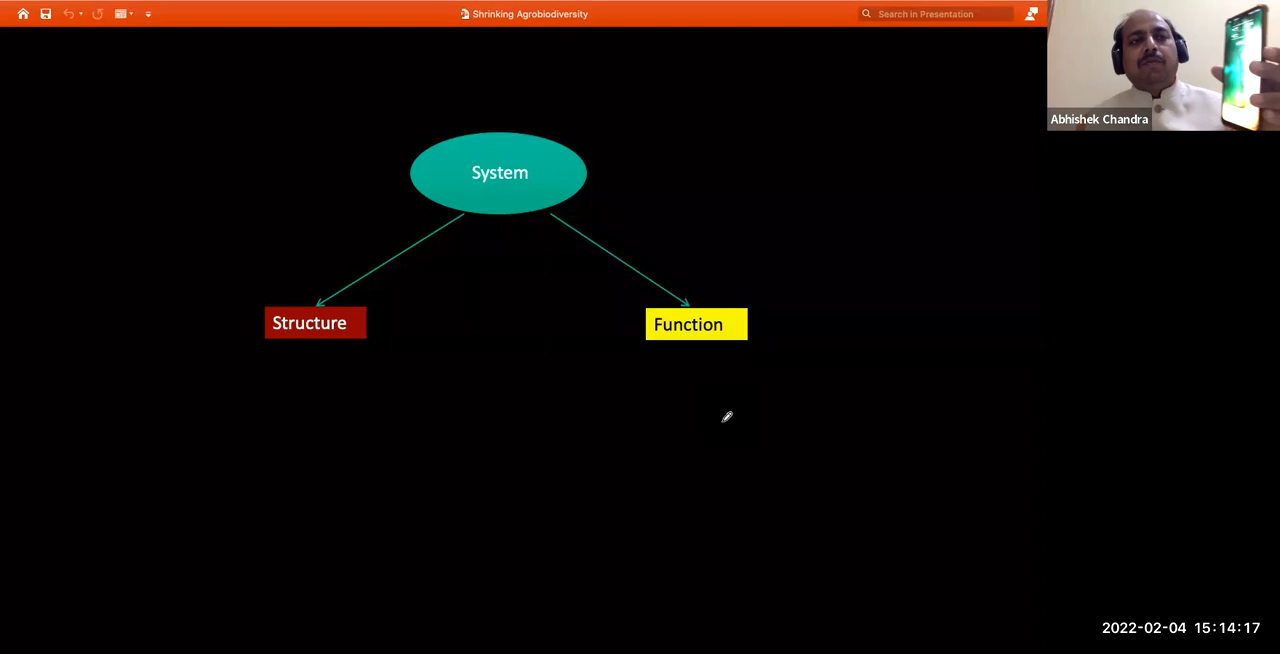 Shrinking Agrobiodiversity
Search in Presentation
Abhishek Chandra
System
Structure
Function
2022-02-04 15:14:17